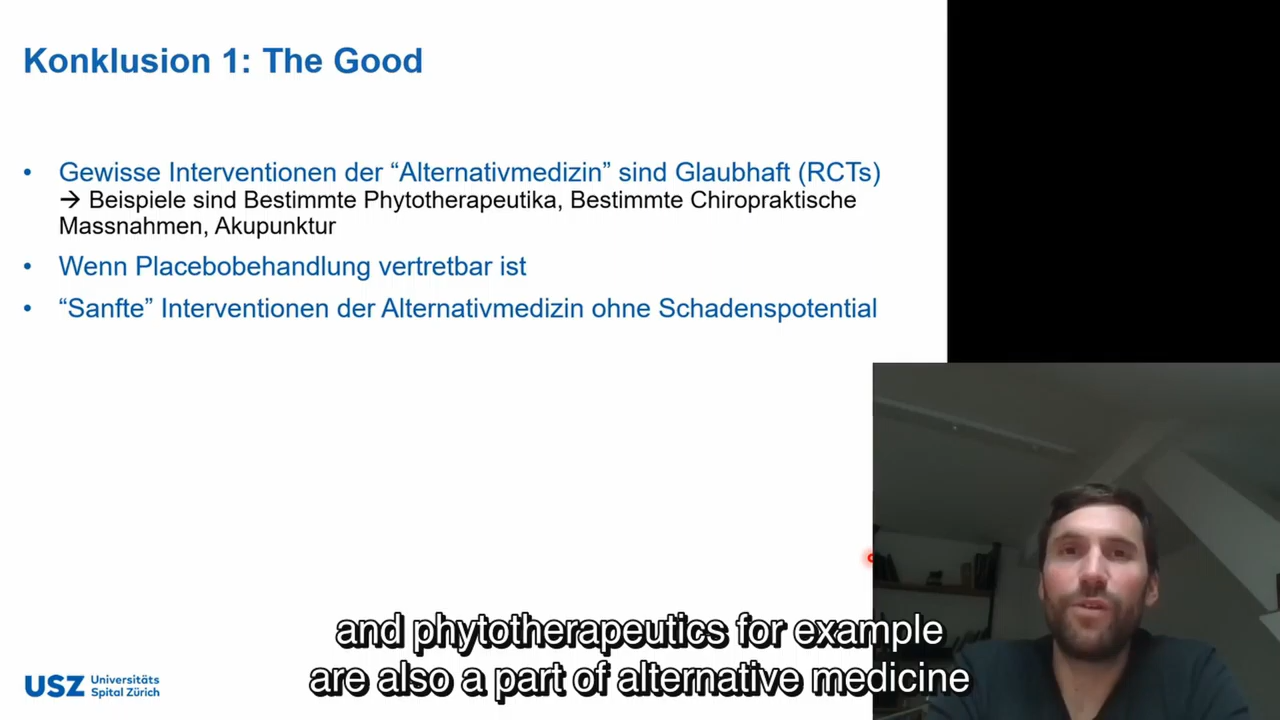 Konklusion 1: The Good
• Gewisse Interventionen der “Alternativmedizin” sind Glaubhaft (RCTs)
→ Beispiele sind Bestimmte Phytotherapeutika, Bestimmte Chiropraktische
Massnahmen, Akupunktur
• Wenn Placebobehandlung vertretbar ist
• “Sanfte” Interventionen der Alternativmedizin ohne Schadenspotential
and phytotherapeutics for example
are also a part of alternative medicine
USZ Universitäts
Spital Zürich